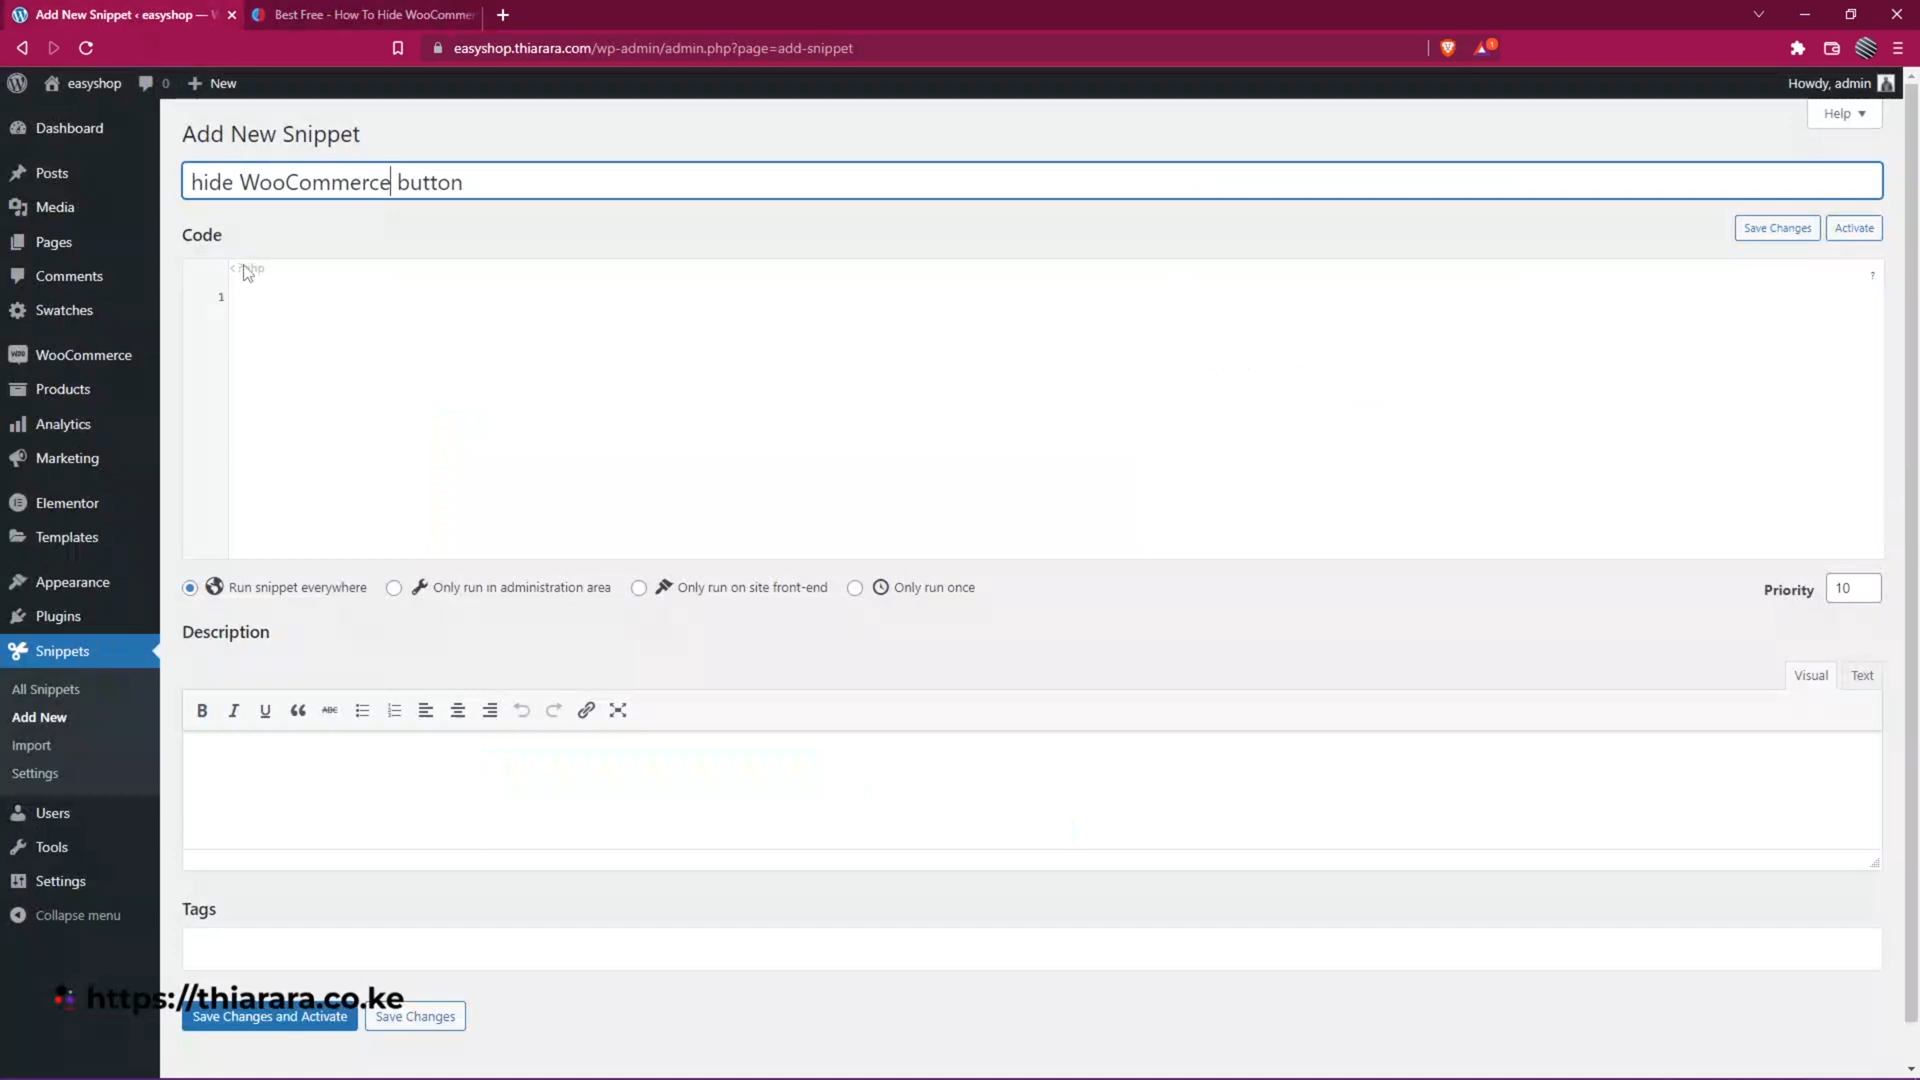 Add New Snippet ‹ easyshop — W
Best Free - How To Hide WooCommer
easyshop.thiarara.com/wp-admin/admin.php?page=add-snippet
1
easyshop
0
New
Howdy, admin
Help
Dashboard
Posts
Media
Pages
Comments
Swatches
WooCommerce
Products
Analytics
Marketing
Elementor
Templates
Appearance
Plugins
Snippets
All Snippets
Add New
Import
Settings
Users
Tools
Settings
Collapse menu
Add New Snippet
hide WooCommerce button
Code
Save Changes
Activate
<?php
?
1
Run snippet everywhere
Only run in administration area
Only run on site front-end
Only run once
Priority
10
Description
Visual
Text
B I U ABC
Tags
https://thiarara.co.ke
Save Changes and Activate
Save Changes